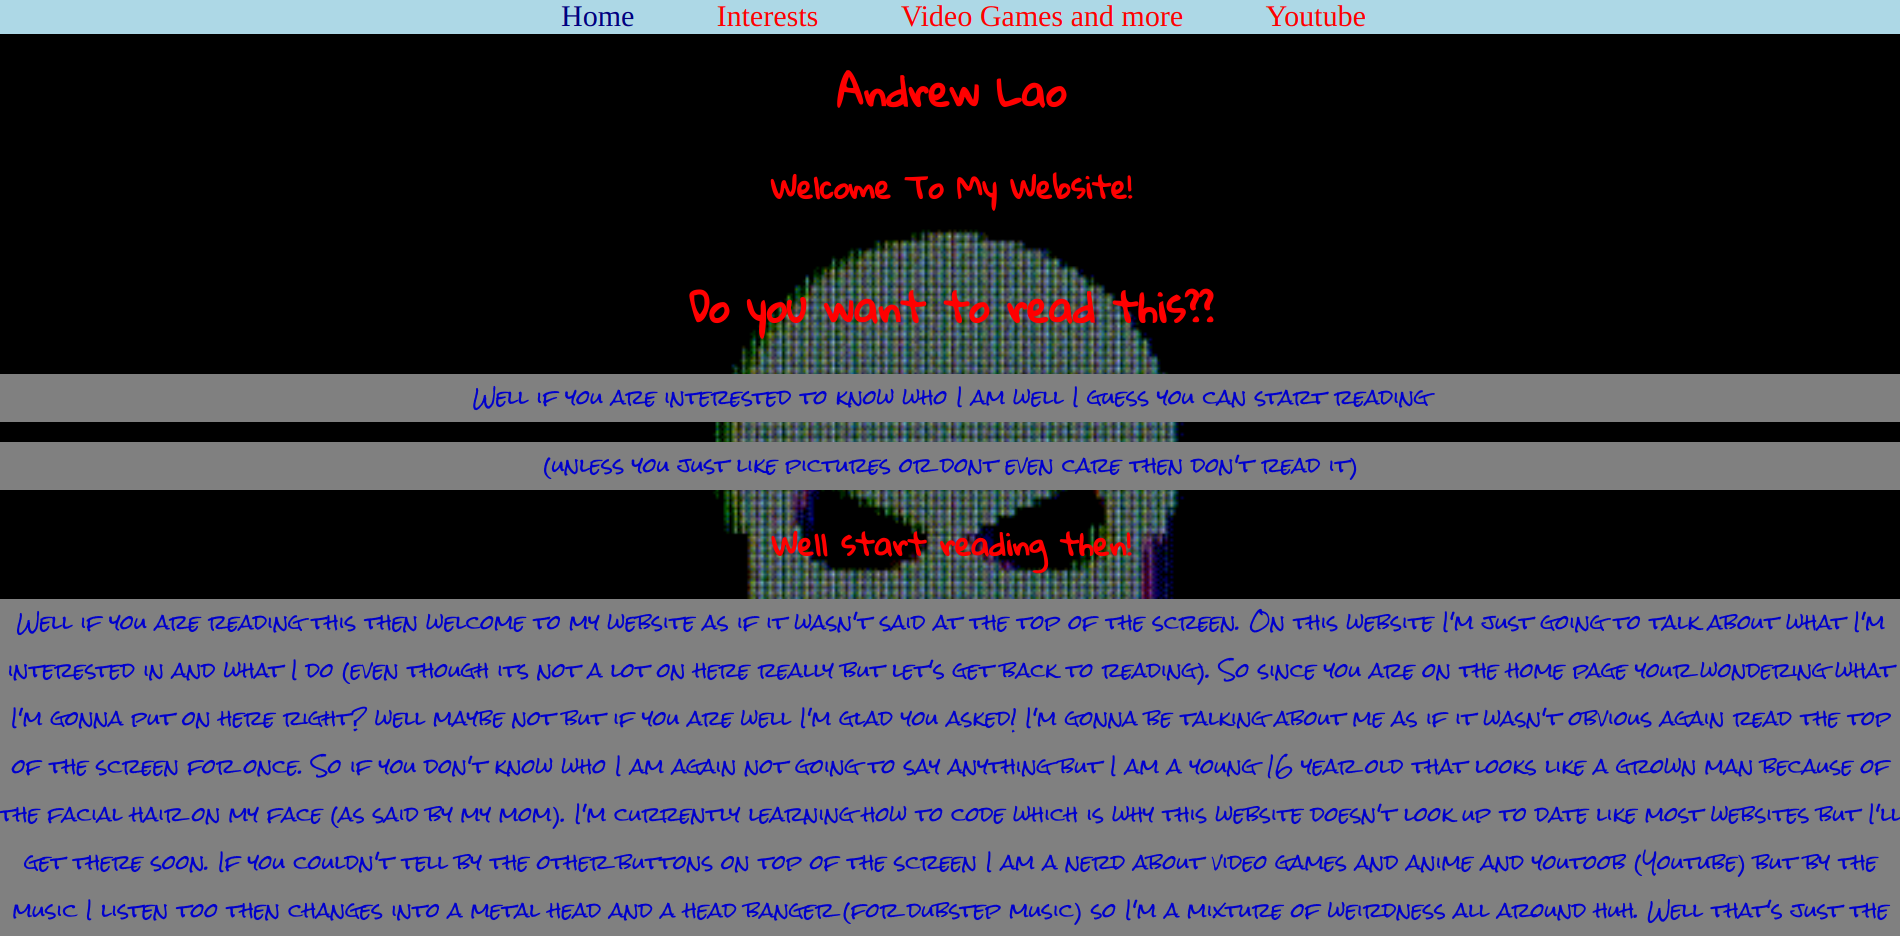 Home Interests Video Games and more Youtube
Andrew Lao
Welcome To My Website!
Do you want to read this??
Well if you are interested to know who I am well I guess you can start reading
(unless you just like pictures or dont even care then don't read it)
Well start reading then!
Well if you are reading this then welcome to my website as if it wasn't said at the top of the screen. On this website I'm just going to talk about what I'm
interested in and what I do (even though its not a lot on here really but let's get back to reading). So since you are on the home page your wondering what
I'm gonna put on here right? well maybe not but if you are well I'm glad you asked! I'm gonna be talking about me as if it wasn't obvious again read the top
of the screen for once. So if you don't know who I am again not going to say anything but I am a young 16 year old that looks like a grown man because of
the facial hair on my face (as said by my mom). I'm currently learning how to code which is why this website doesn't look up to date like most websites but I'll
get there soon. If you couldn't tell by the other buttons on top of the screen I am a nerd about video games and anime and youtoob (Youtube) but by the
music I listen too then changes into a metal head and a head banger (for dubstep music) so I'm a mixture of weirdness all around huh. Well that's just the